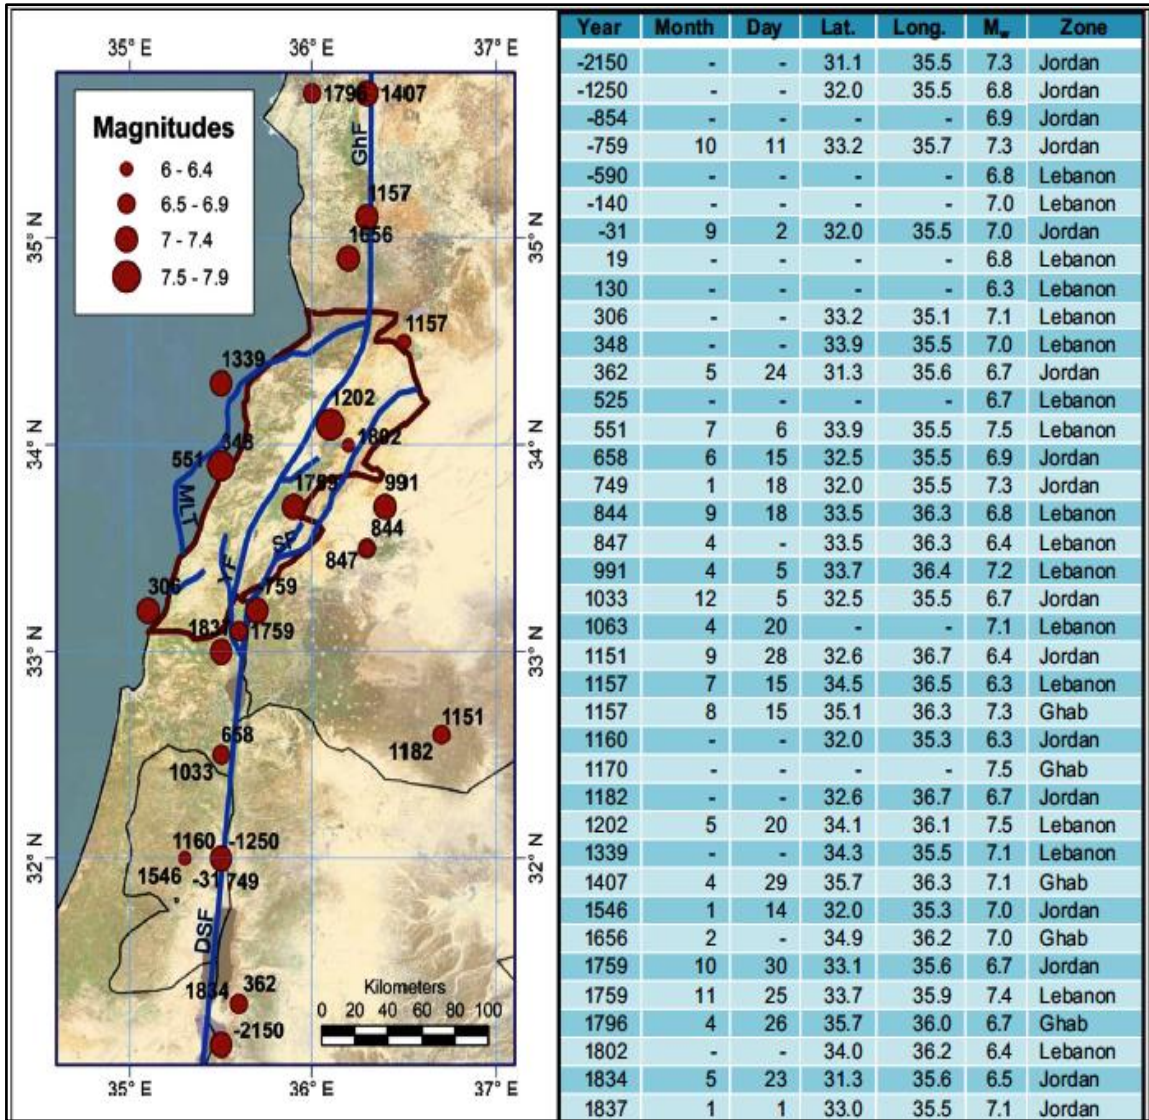 35° E 36° E 37° E
Magnitudes
6 - 6.4
6.5 - 6.9
7 - 7.4
7.5 - 7.9
1796 1407
GhF
1157
35° N 35° N
1656
1157
1339
1202
34° N 34° N
348 1802
551
MLT
1759 991
SF 844
847
YF
306 759
1837 1759
33° N 33° N
1151
658
1182
1033
1160 -1250
32° N 32° N
1546
-31 749
DSF
1834 362
Kilometers
0 20 40 60 80 100
-2150
35° E 36° E 37° E
Year Month Day Lat. Long. Mw Zone
-2150 - - 31.1 35.5 7.3 Jordan
-1250 - - 32.0 35.5 6.8 Jordan
-854 - - - - 6.9 Jordan
-759 10 11 33.2 35.7 7.3 Jordan
-590 - - - - 6.8 Lebanon
-140 - - - - 7.0 Lebanon
-31 9 2 32.0 35.5 7.0 Jordan
19 - - - - 6.8 Lebanon
130 - - - - 6.3 Lebanon
306 - - 33.2 35.1 7.1 Lebanon
348 - - 33.9 35.5 7.0 Lebanon
362 5 24 31.3 35.6 6.7 Jordan
525 - - - - 6.7 Lebanon
551 7 6 33.9 35.5 7.5 Lebanon
658 6 15 32.5 35.5 6.9 Jordan
749 1 18 32.0 35.5 7.3 Jordan
844 9 18 33.5 36.3 6.8 Lebanon
847 4 - 33.5 36.3 6.4 Lebanon
991 4 5 33.7 36.4 7.2 Lebanon
1033 12 5 32.5 35.5 6.7 Jordan
1063 4 20 - - 7.1 Lebanon
1151 9 28 32.6 36.7 6.4 Jordan
1157 7 15 34.5 36.5 6.3 Lebanon
1157 8 15 35.1 36.3 7.3 Ghab
1160 - - 32.0 35.3 6.3 Jordan
1170 - - - - 7.5 Ghab
1182 - - 32.6 36.7 6.7 Jordan
1202 5 20 34.1 36.1 7.5 Lebanon
1339 - - 34.3 35.5 7.1 Lebanon
1407 4 29 35.7 36.3 7.1 Ghab
1546 1 14 32.0 35.3 7.0 Jordan
1656 2 - 34.9 36.2 7.0 Ghab
1759 10 30 33.1 35.6 6.7 Jordan
1759 11 25 33.7 35.9 7.4 Lebanon
1796 4 26 35.7 36.0 6.7 Ghab
1802 - - 34.0 36.2 6.4 Lebanon
1834 5 23 31.3 35.6 6.5 Jordan
1837 1 1 33.0 35.5 7.1 Jordan